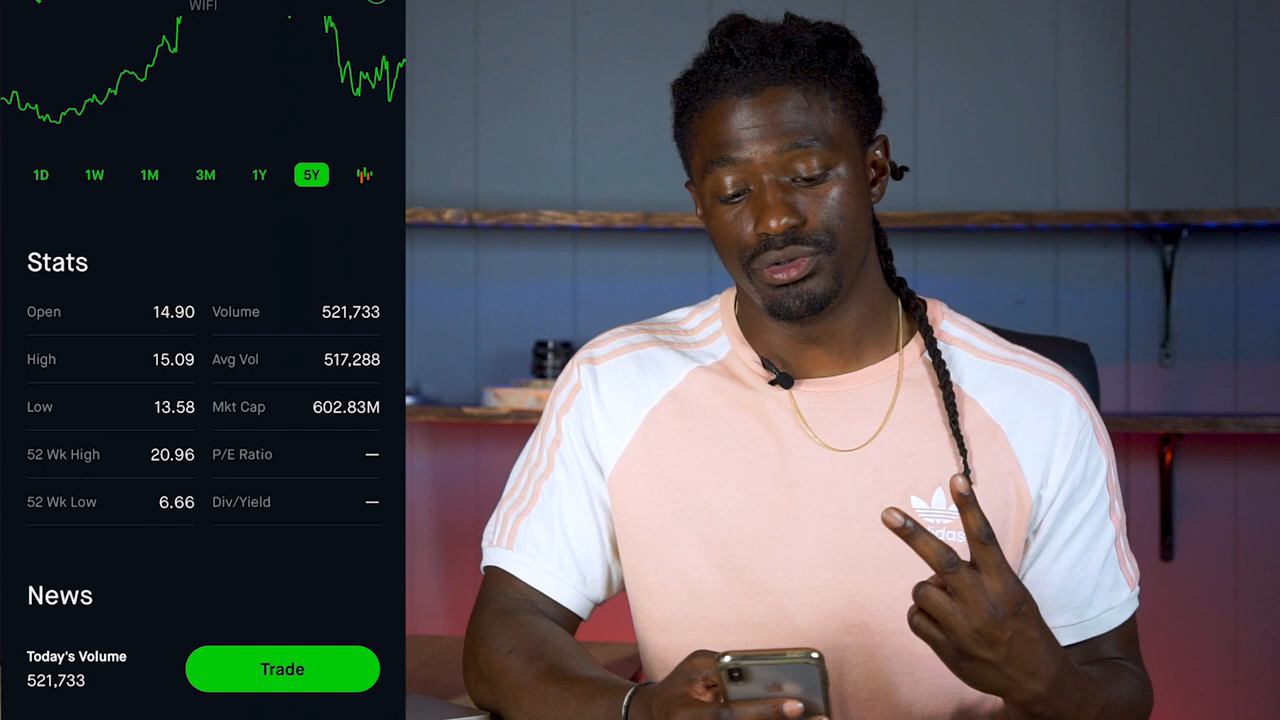 WIFI
1D 1W 1M 3M 1Y 5Y
Stats
Open 14.90 Volume 521,733
High 15.09 Avg Vol 517,288
Low 13.58 Mkt Cap 602.83M
52 Wk High 20.96 P/E Ratio —
52 Wk Low 6.66 Div/Yield —
News
Today's Volume
521,733
Trade
adidas